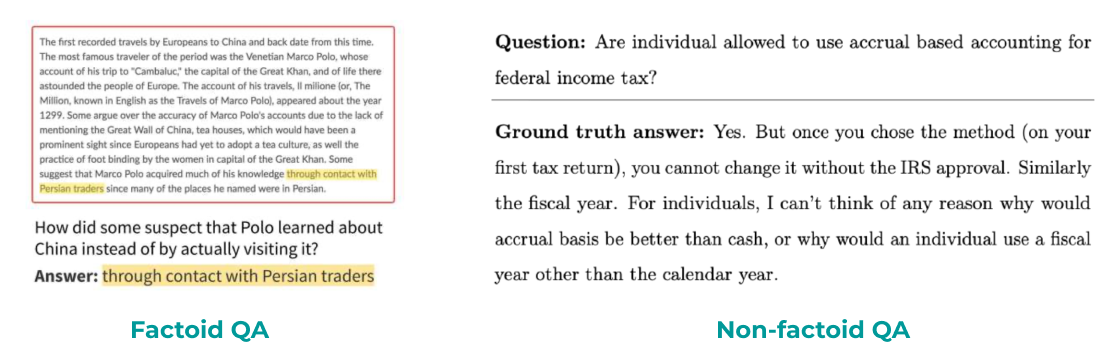 The first recorded travels by Europeans to China and back date from this time.
The most famous traveler of the period was the Venetian Marco Polo, whose
account of his trip to "Cambaluc," the capital of the Great Khan, and of life there
astounded the people of Europe. The account of his travels, Il milione (or, The
Million, known in English as the Travels of Marco Polo), appeared about the year
1299. Some argue over the accuracy of Marco Polo's accounts due to the lack of
mentioning the Great Wall of China, tea houses, which would have been a
prominent sight since Europeans had yet to adopt a tea culture, as well the
practice of foot binding by the women in capital of the Great Khan. Some
suggest that Marco Polo acquired much of his knowledge through contact with
Persian traders since many of the places he named were in Persian.
How did some suspect that Polo learned about
China instead of by actually visiting it?
Answer: through contact with Persian traders
Factoid QA
Question: Are individual allowed to use accrual based accounting for
federal income tax?
Ground truth answer: Yes. But once you chose the method (on your
first tax return), you cannot change it without the IRS approval. Similarly
the fiscal year. For individuals, I can't think of any reason why would
accrual basis be better than cash, or why would an individual use a fiscal
year other than the calendar year.
Non-factoid QA